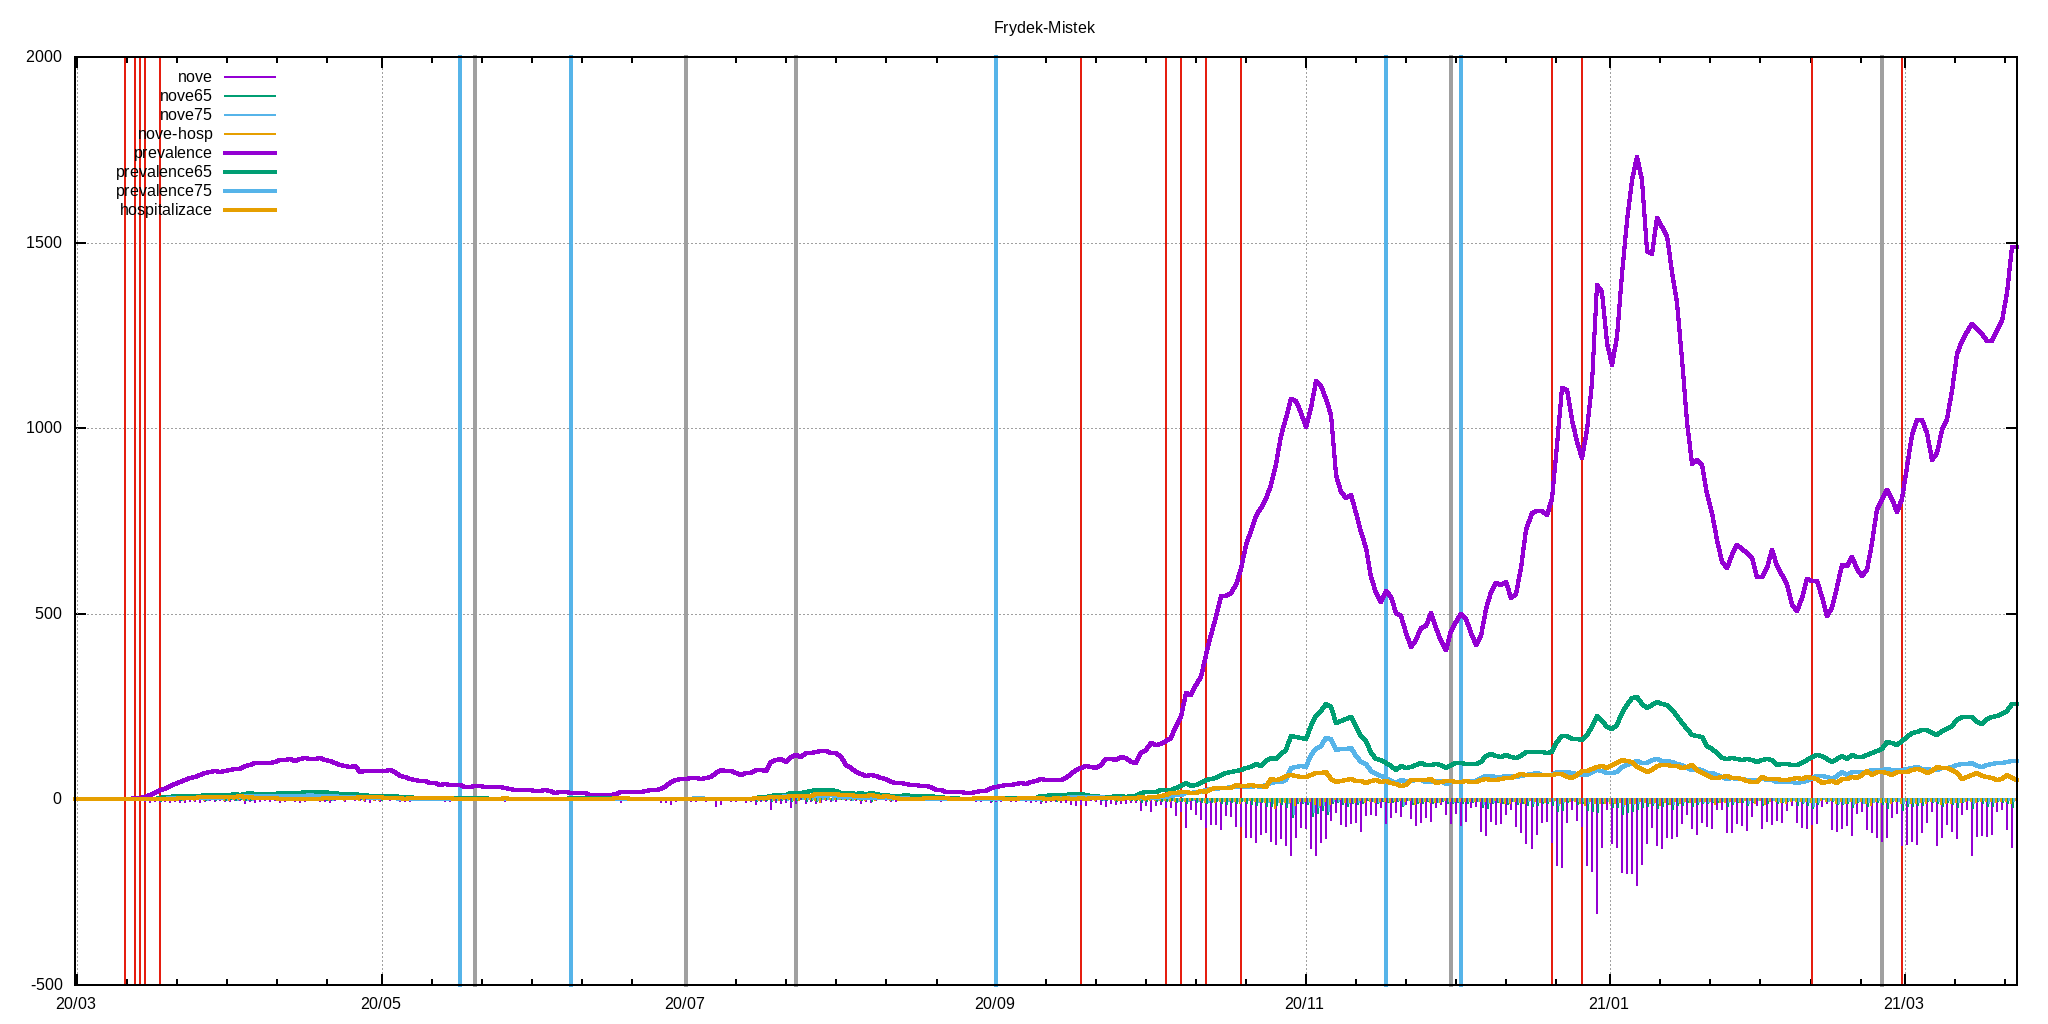 Frydek-Mistek
2000
1500
1000
500
0
-500
nove
nove65
nove75
nove-hosp
prevalence
prevalence65
prevalence75
hospitalizace
20/03 20/05 20/07 20/09 20/11 21/01 21/03